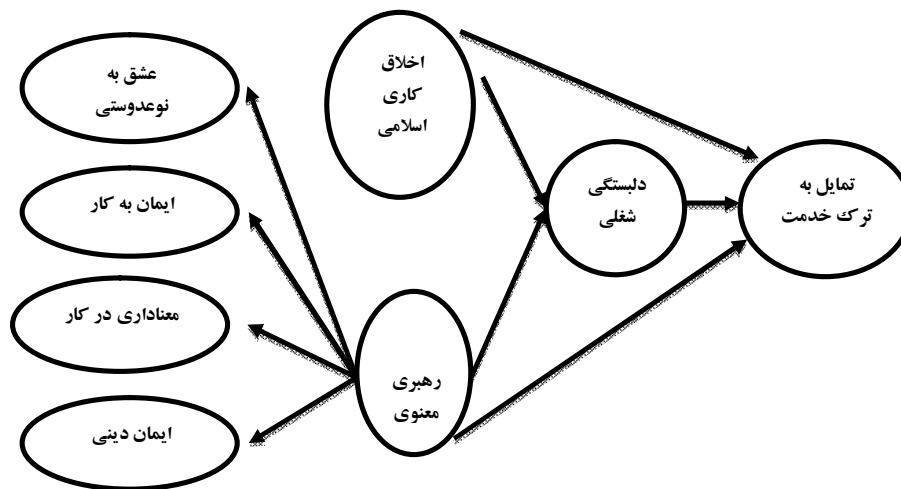 اخلاق
کاری
اسلامی
عشق به
نوعدوستی
تمایل به
ترک خدمت
دلبستگی
شغلی
ایمان به کار
معناداری در کار
رهبری
معنوی
ایمان دینی